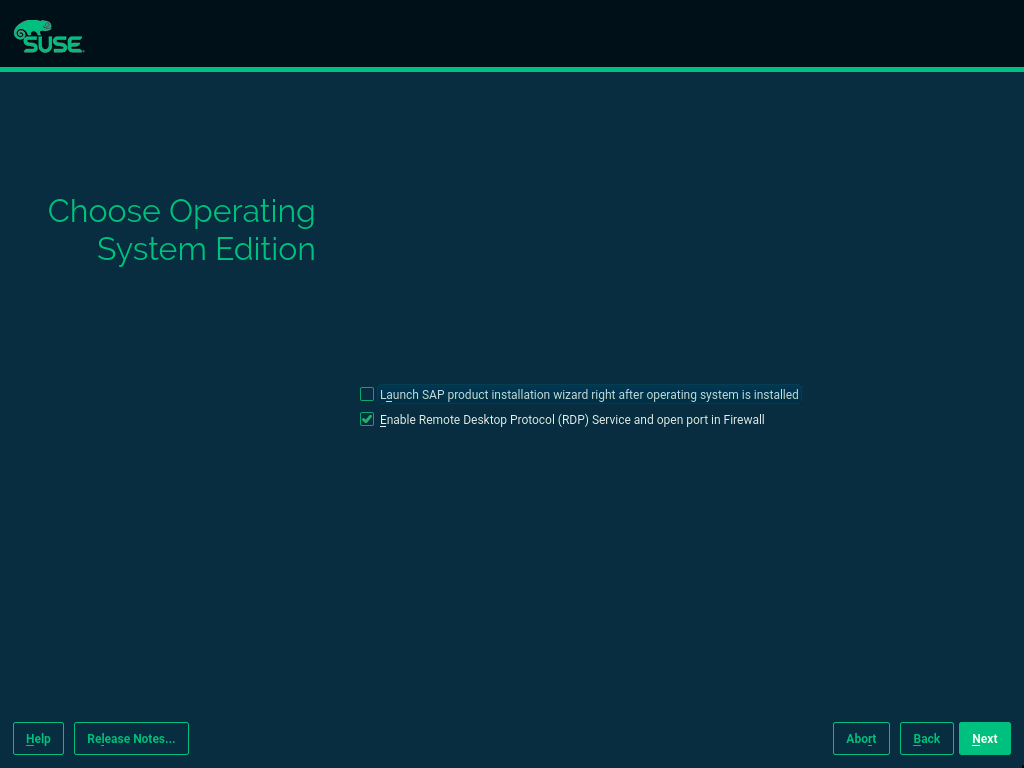 SUSE
Choose Operating
System Edition
Launch SAP product installation wizard right after operating system is installed
Enable Remote Desktop Protocol (RDP) Service and open port in Firewall
Help
Release Notes...
Abort
Back
Next